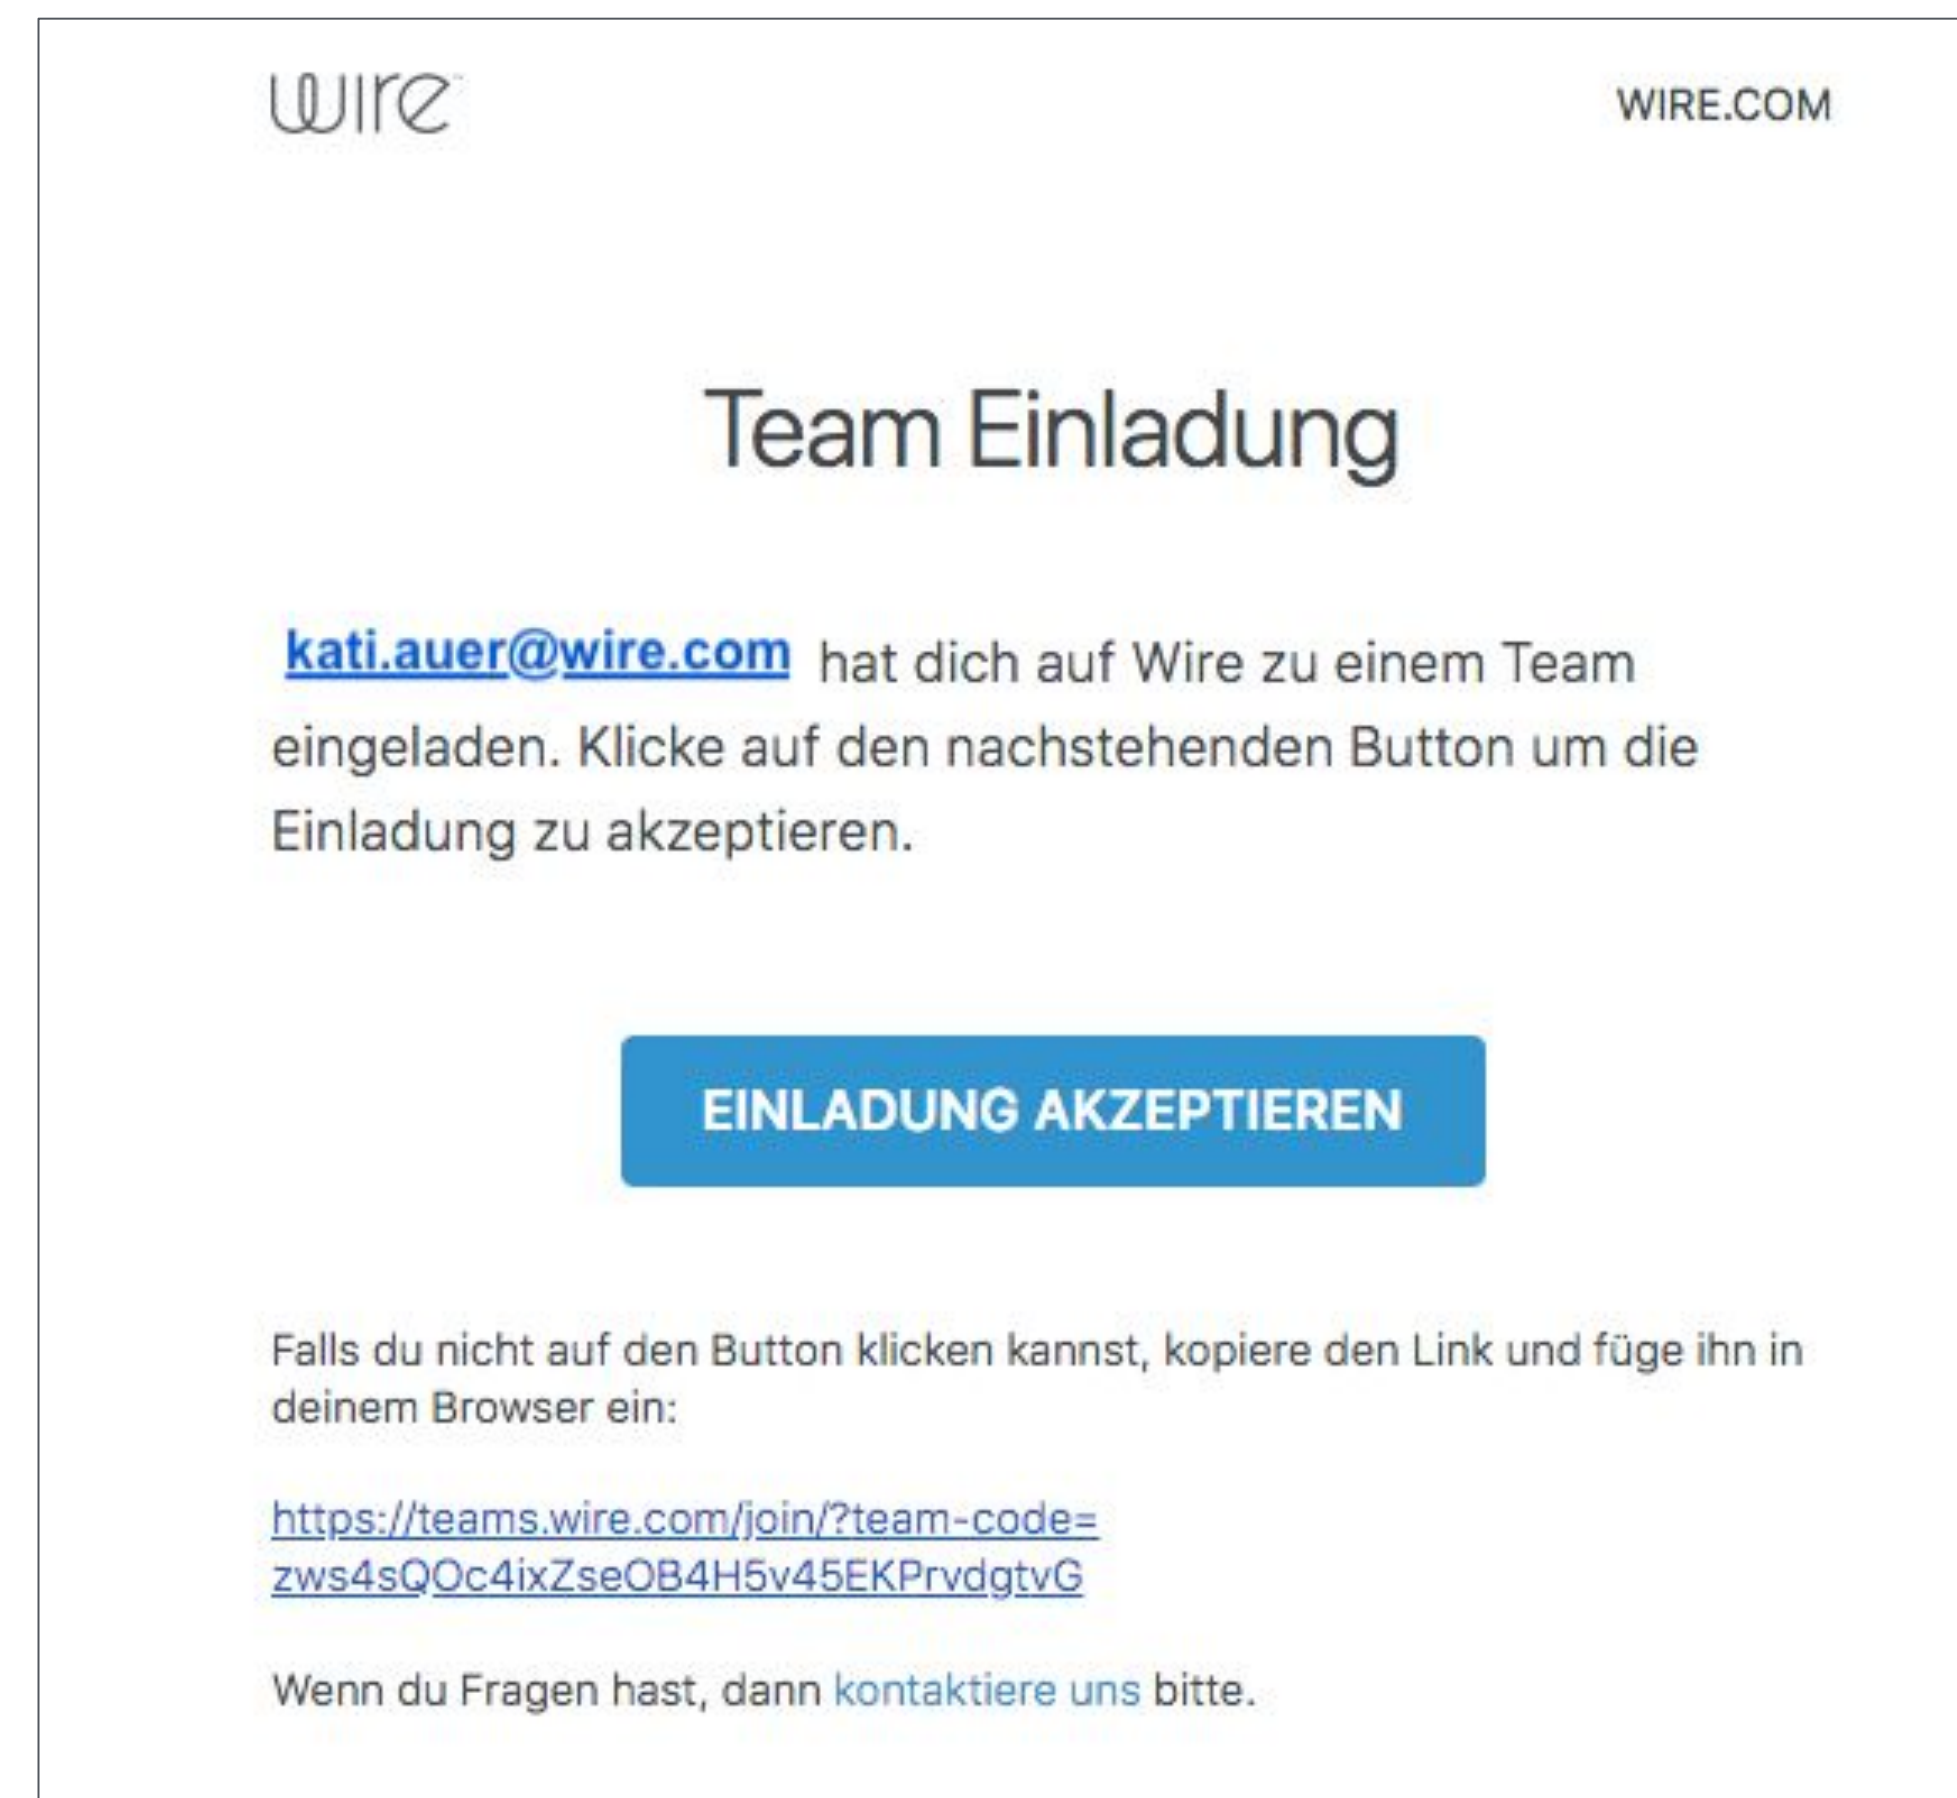 wire
WIRE.COM
Team Einladung
kati.auer@wire.com hat dich auf Wire zu einem Team
eingeladen. Klicke auf den nachstehenden Button um die
Einladung zu akzeptieren.
EINLADUNG AKZEPTIEREN
Falls du nicht auf den Button klicken kannst, kopiere den Link und füge ihn in
deinem Browser ein:
https://teams.wire.com/join/?team-code=
zws4sQOc4ixZseOB4H5v45EKPrvdgtvG
Wenn du Fragen hast, dann kontaktiere uns bitte.